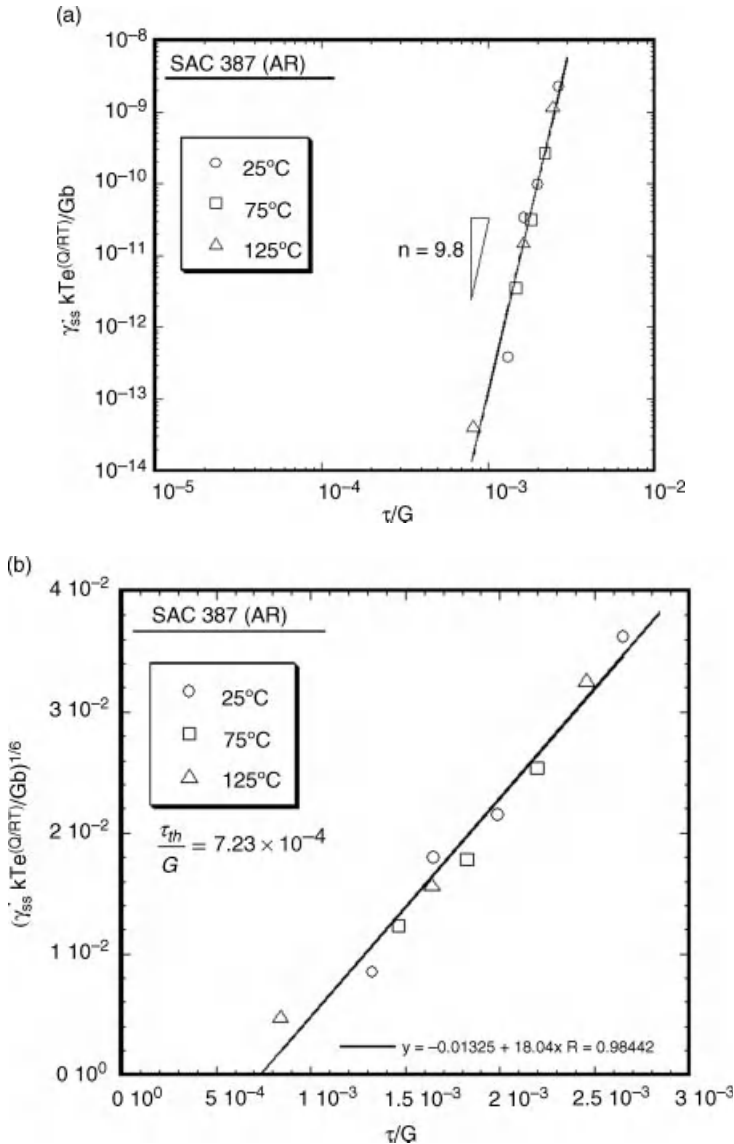 (a)
10⁻⁸
SAC 387 (AR)
10⁻⁹
25°C
75°C
125°C
10⁻¹⁰
n = 9.8
10⁻¹¹
10⁻¹²
10⁻¹³
10⁻¹⁴
γ̇ss kTe(Q/RT)/Gb
10⁻⁵ 10⁻⁴ 10⁻³ 10⁻²
τ/G
(b)
4 10⁻²
SAC 387 (AR)
25°C
75°C
125°C
3 10⁻²
τth/G = 7.23 × 10⁻⁴
2 10⁻²
1 10⁻²
(γ̇ss kTe(Q/RT)/Gb)¹/⁶
y = −0.01325 + 18.04x R = 0.98442
0 10⁰
0 10⁰ 5 10⁻⁴ 1 10⁻³ 1.5 10⁻³ 2 10⁻³ 2.5 10⁻³ 3 10⁻³
τ/G